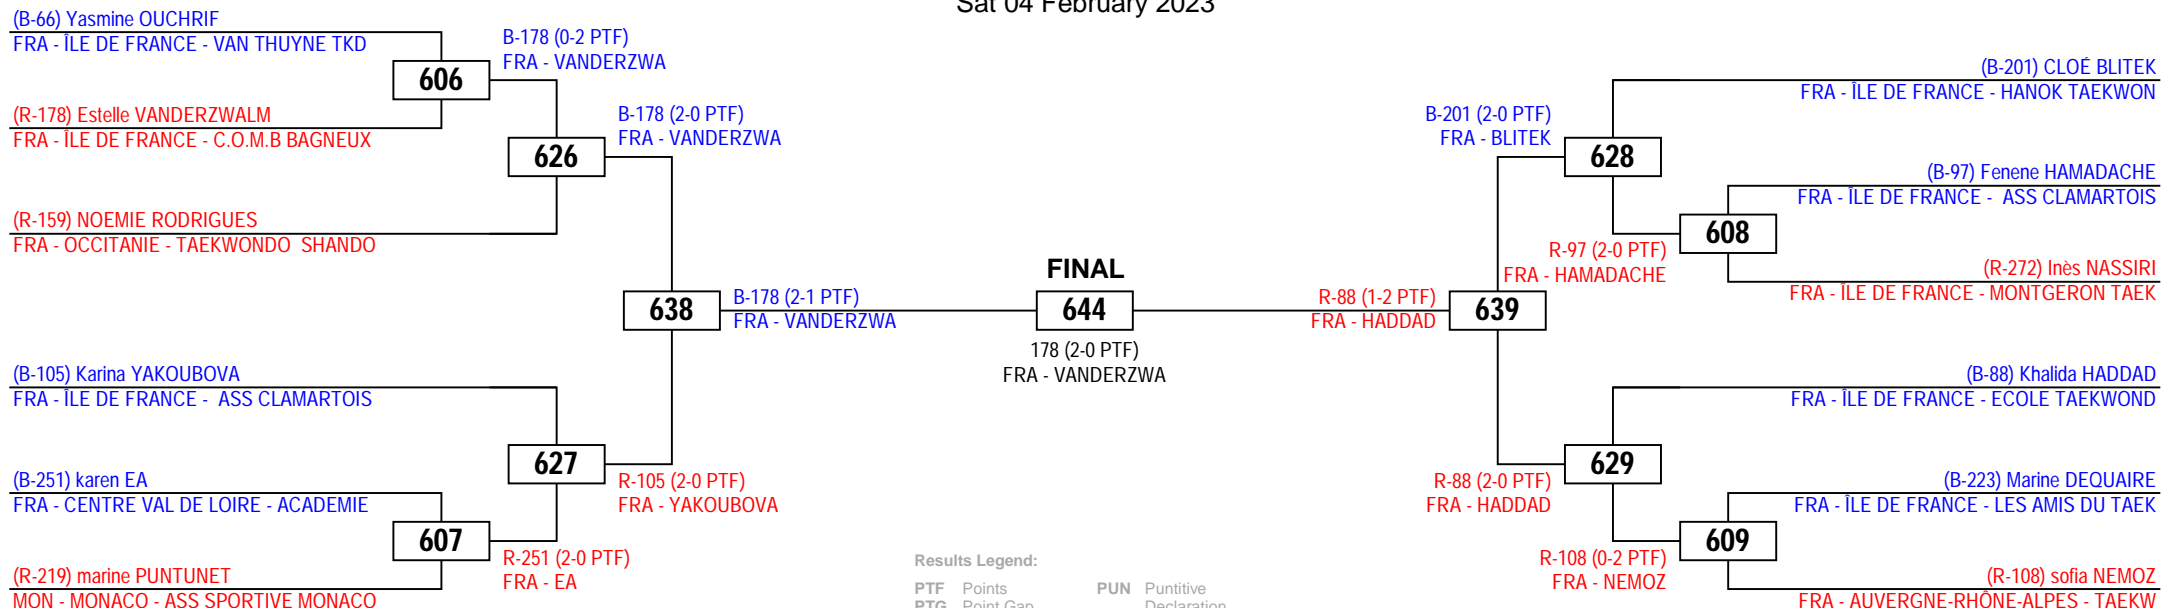 Sat 04 February 2023
(B-66) Yasmine OUCHRIF
FRA - ÎLE DE FRANCE - VAN THUYNE TKD
606
(R-178) Estelle VANDERZWALM
FRA - ÎLE DE FRANCE - C.O.M.B BAGNEUX
B-178 (0-2 PTF)
FRA - VANDERZWA
626
(R-159) NOEMIE RODRIGUES
FRA - OCCITANIE - TAEKWONDO  SHANDO
B-178 (2-0 PTF)
FRA - VANDERZWA
638
(B-105) Karina YAKOUBOVA
FRA - ÎLE DE FRANCE -  ASS CLAMARTOIS
627
(B-251) karen EA
FRA - CENTRE VAL DE LOIRE - ACADEMIE
607
(R-219) marine PUNTUNET
MON - MONACO - ASS SPORTIVE MONACO
R-251 (2-0 PTF)
FRA - EA
R-105 (2-0 PTF)
FRA - YAKOUBOVA
B-178 (2-1 PTF)
FRA - VANDERZWA
FINAL
644
178 (2-0 PTF)
FRA - VANDERZWA
R-88 (1-2 PTF)
FRA - HADDAD
639
B-201 (2-0 PTF)
FRA - BLITEK
628
(B-201) CLOÉ BLITEK
FRA - ÎLE DE FRANCE - HANOK TAEKWON
(B-97) Fenene HAMADACHE
FRA - ÎLE DE FRANCE -  ASS CLAMARTOIS
608
R-97 (2-0 PTF)
FRA - HAMADACHE
(R-272) Inès NASSIRI
FRA - ÎLE DE FRANCE - MONTGERON TAEK
(B-88) Khalida HADDAD
FRA - ÎLE DE FRANCE - ECOLE TAEKWOND
629
R-88 (2-0 PTF)
FRA - HADDAD
(B-223) Marine DEQUAIRE
FRA - ÎLE DE FRANCE - LES AMIS DU TAEK
609
R-108 (0-2 PTF)
FRA - NEMOZ
(R-108) sofia NEMOZ
FRA - AUVERGNE-RHÔNE-ALPES - TAEKW
Results Legend:
PTF Points PUN Puntitive
PTG Point Gap Declaration